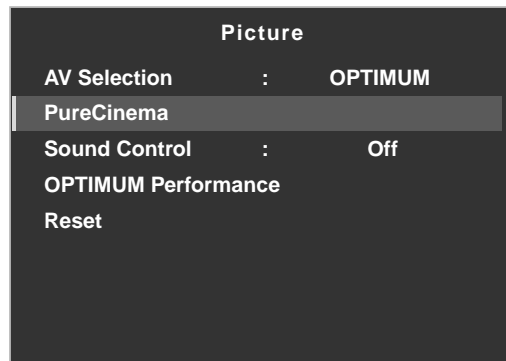 Picture
AV Selection : OPTIMUM
PureCinema
Sound Control : Off
OPTIMUM Performance
Reset